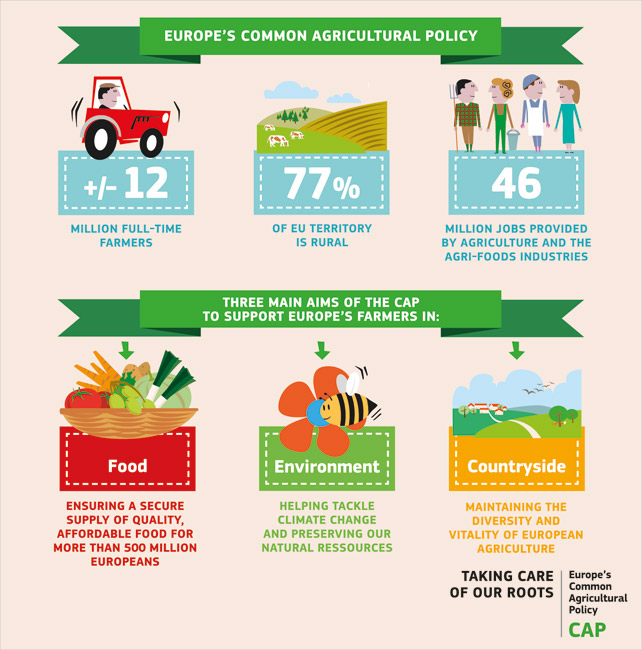 EUROPE'S COMMON AGRICULTURAL POLICY
+/- 12
MILLION FULL-TIME
FARMERS
77%
OF EU TERRITORY
IS RURAL
46
MILLION JOBS PROVIDED
BY AGRICULTURE AND THE
AGRI-FOODS INDUSTRIES
THREE MAIN AIMS OF THE CAP
TO SUPPORT EUROPE'S FARMERS IN:
Food
ENSURING A SECURE
SUPPLY OF QUALITY,
AFFORDABLE FOOD FOR
MORE THAN 500 MILLION
EUROPEANS
Environment
HELPING TACKLE
CLIMATE CHANGE
AND PRESERVING OUR
NATURAL RESSOURCES
Countryside
MAINTAINING THE
DIVERSITY AND
VITALITY OF EUROPEAN
AGRICULTURE
TAKING CARE
OF OUR ROOTS
Europe's
Common
Agricultural
Policy
CAP